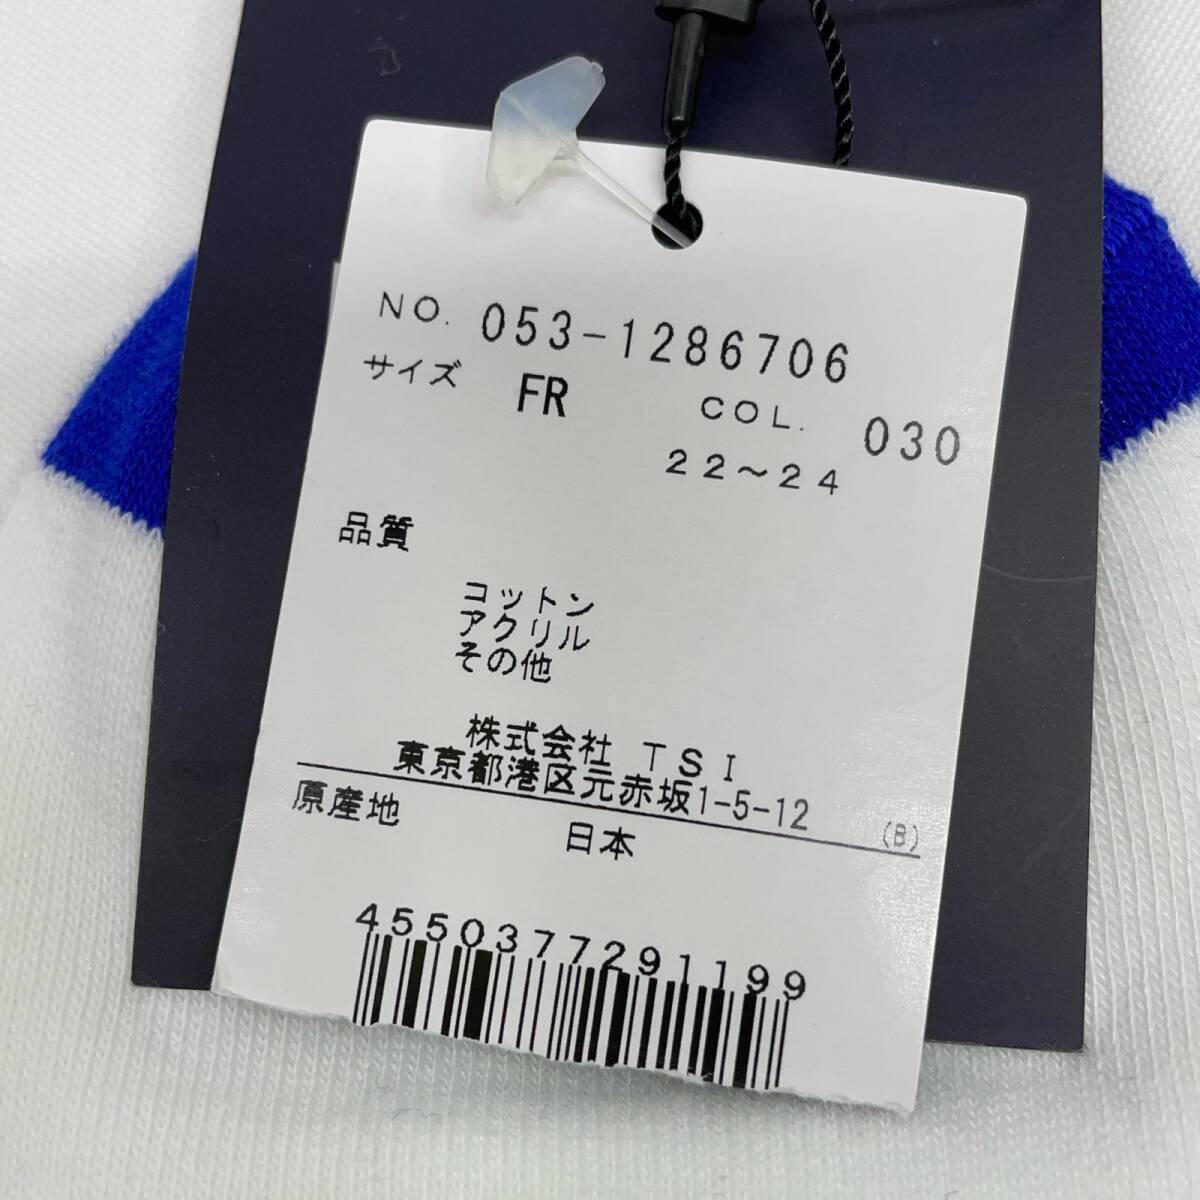 NO. 053-1286706
サイズ FR COL. 030
22～24
品質
コットン
アクリル
その他
株式会社 TSI
東京都港区元赤坂1-5-12 (B)
原産地 日本
4550377291199